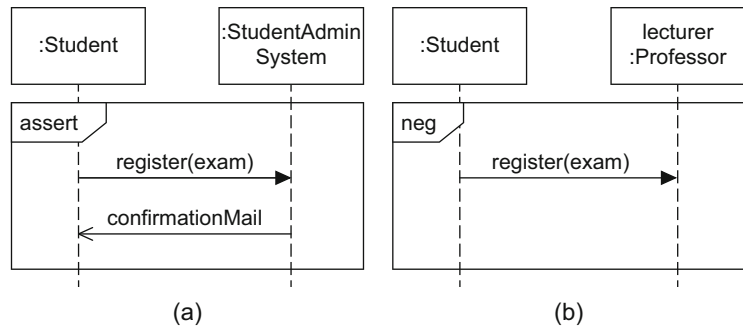 :Student
:StudentAdmin
System
assert
register(exam)
confirmationMail
(a)
:Student
lecturer
:Professor
neg
register(exam)
(b)